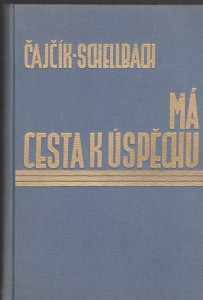 ČAJČÍK-SCHELLBACH
MÁ
CESTA K ÚSPĚCHU